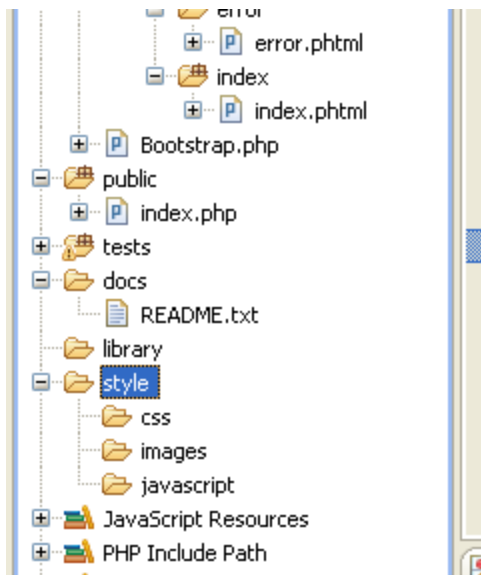 error
error.phtml
index
index.phtml
Bootstrap.php
public
index.php
tests
docs
README.txt
library
style
css
images
javascript
JavaScript Resources
PHP Include Path